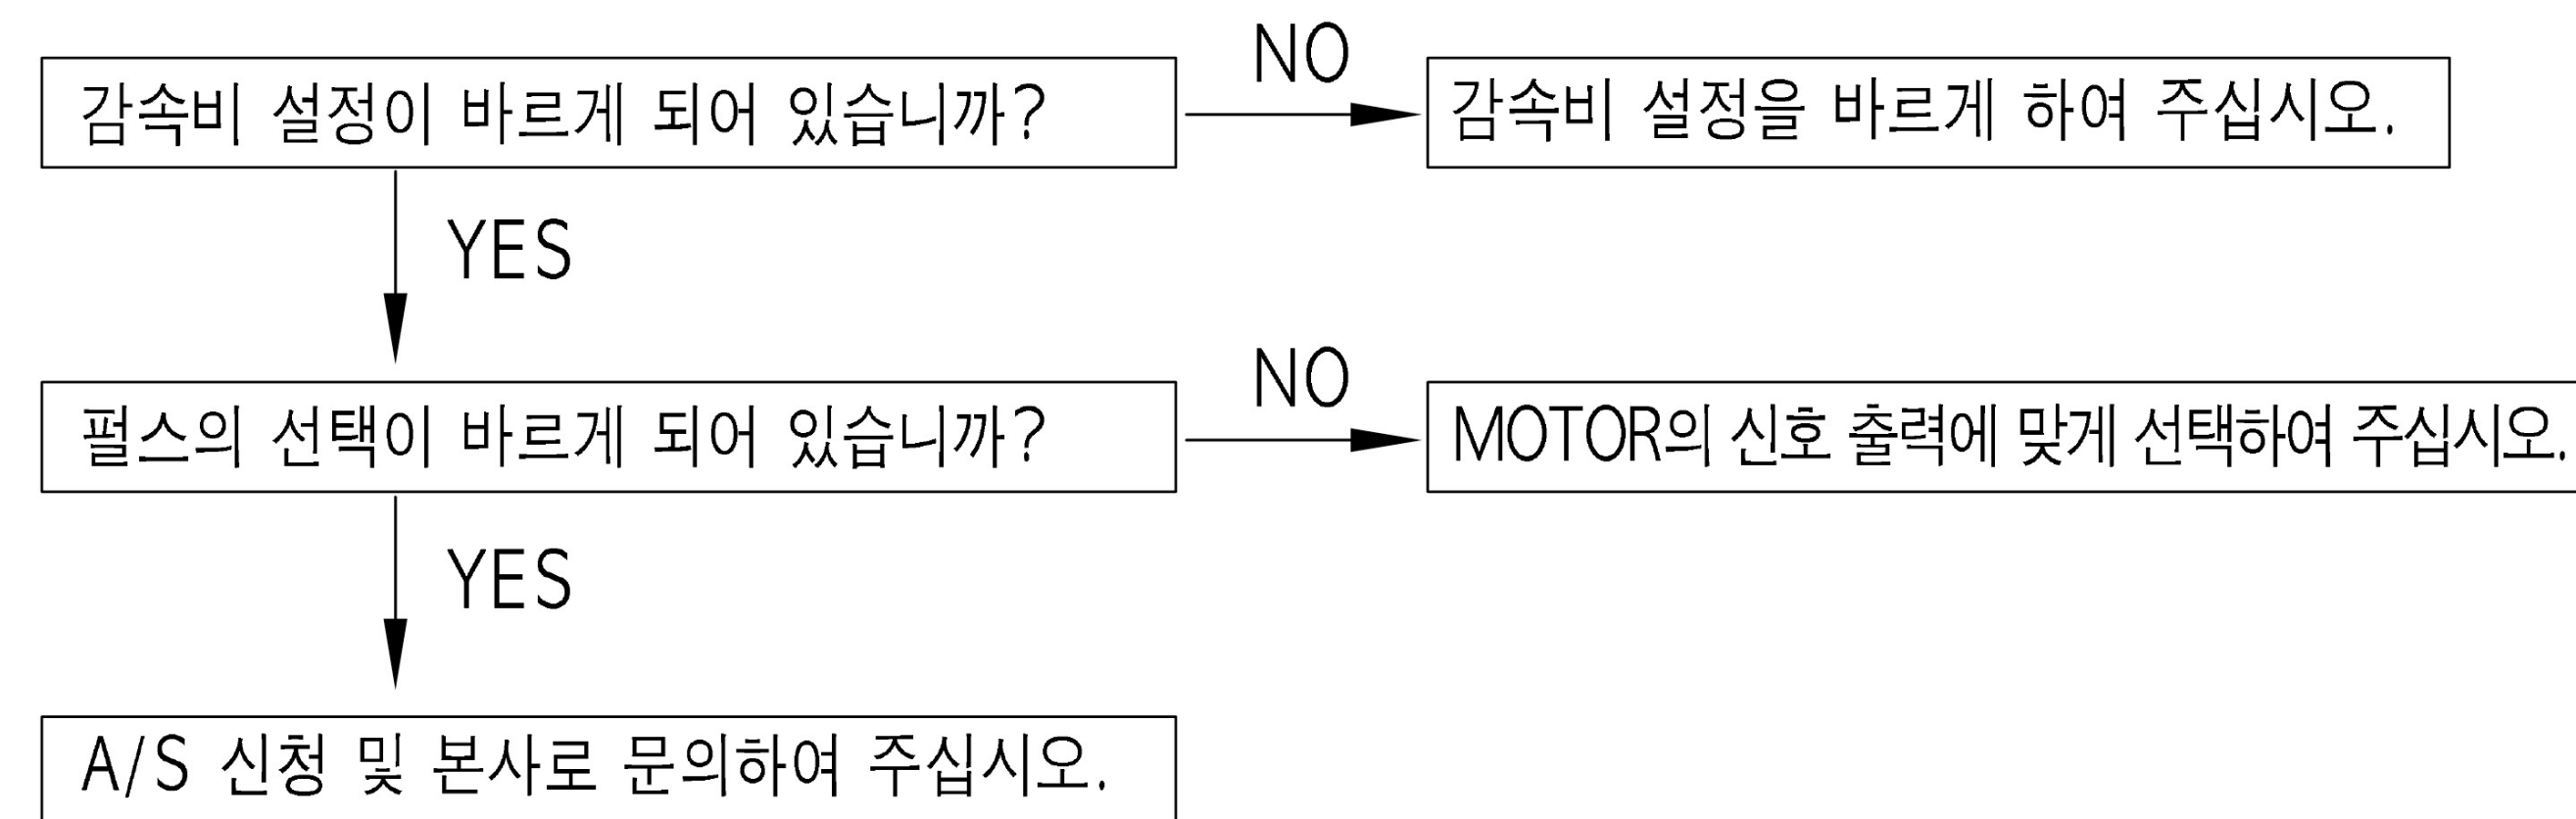 감속비 설정이 바르게 되어 있습니까?
NO
감속비 설정을 바르게 하여 주십시오.
YES
펄스의 선택이 바르게 되어 있습니까?
NO
MOTOR의 신호 출력에 맞게 선택하여 주십시오.
YES
A/S 신청 및 본사로 문의하여 주십시오.